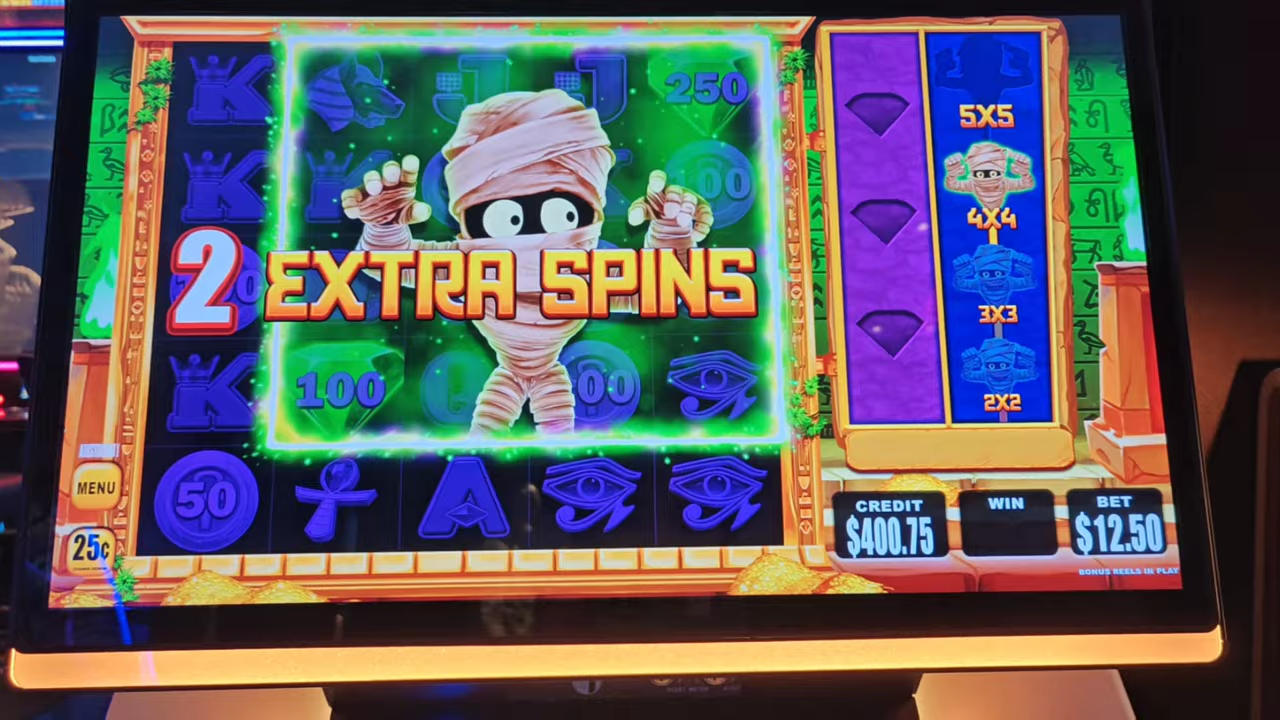 K J J 250
K K 100
2 EXTRA SPINS
K 100 00
50 A
5X5
4X4
3X3
2X2
MENU
25¢
CREDIT
$400.75
WIN
BET
$12.50
BONUS REELS IN PLAY